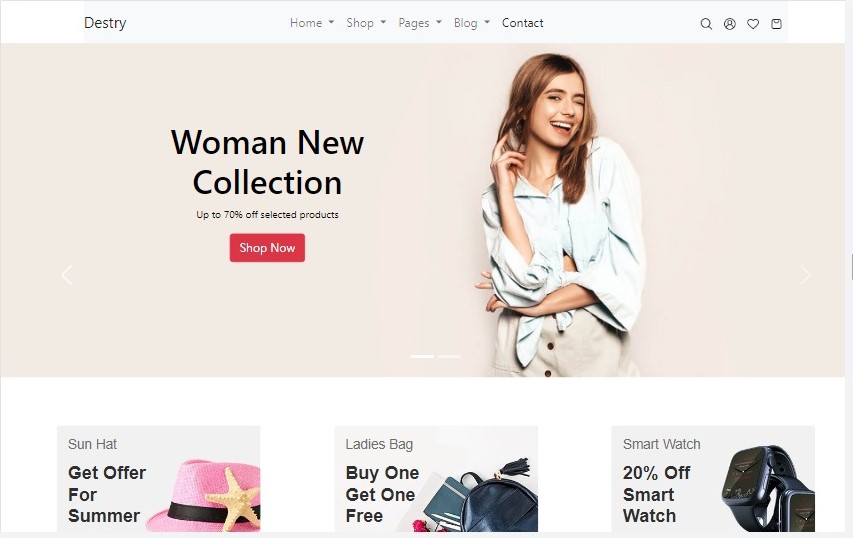 Destry
Home Shop Pages Blog Contact
Woman New
Collection
Up to 70% off selected products
Shop Now
Sun Hat
Get Offer
For
Summer
Ladies Bag
Buy One
Get One
Free
Smart Watch
20% Off
Smart
Watch